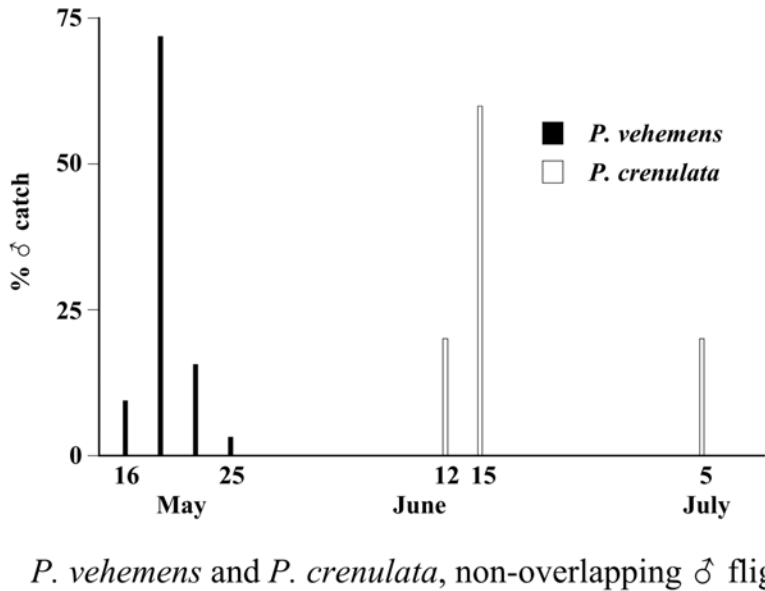 75
50
25
0
% ♂ catch
P. vehemens
P. crenulata
16 25 12 15 5
May June July
P. vehemens and P. crenulata, non-overlapping ♂